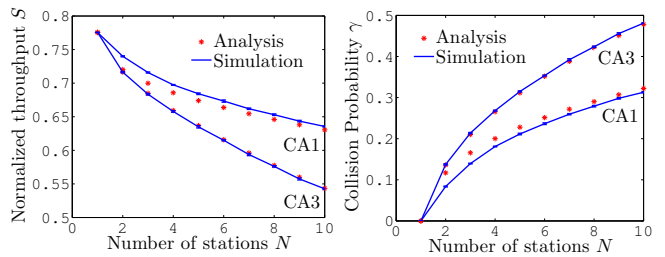 0.8
0.75
0.7
0.65
0.6
0.55
0.5
0 2 4 6 8 10
Normalized throughput S
Number of stations N
Analysis
Simulation
CA1
CA3
0.5
0.4
0.3
0.2
0.1
0
0 2 4 6 8 10
Collision Probability γ
Number of stations N
Analysis
Simulation
CA3
CA1